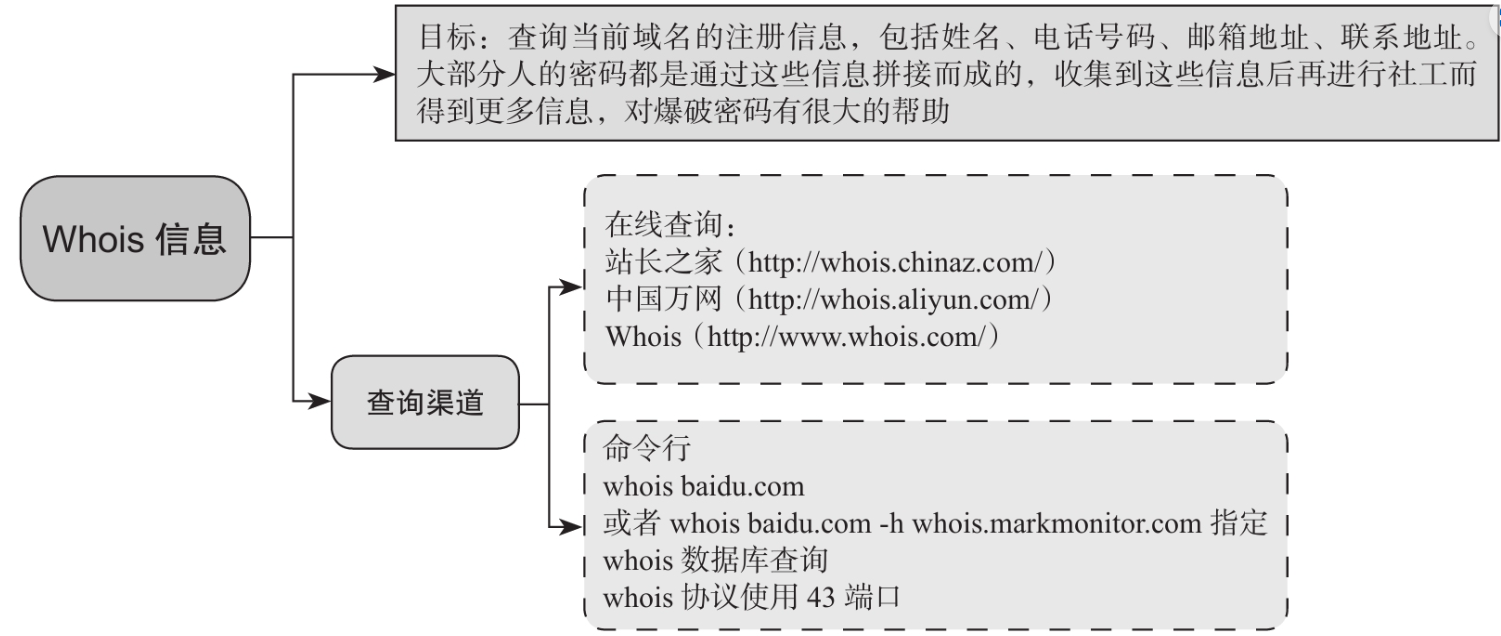 目标：查询当前域名的注册信息，包括姓名、电话号码、邮箱地址、联系地址。
大部分人的密码都是通过这些信息拼接而成的，收集到这些信息后再进行社工而
得到更多信息，对爆破密码有很大的帮助
Whois 信息
查询渠道
在线查询：
站长之家（http://whois.chinaz.com/）
中国万网（http://whois.aliyun.com/）
Whois（http://www.whois.com/）
命令行
whois baidu.com
或者 whois baidu.com -h whois.markmonitor.com 指定
whois 数据库查询
whois 协议使用 43 端口